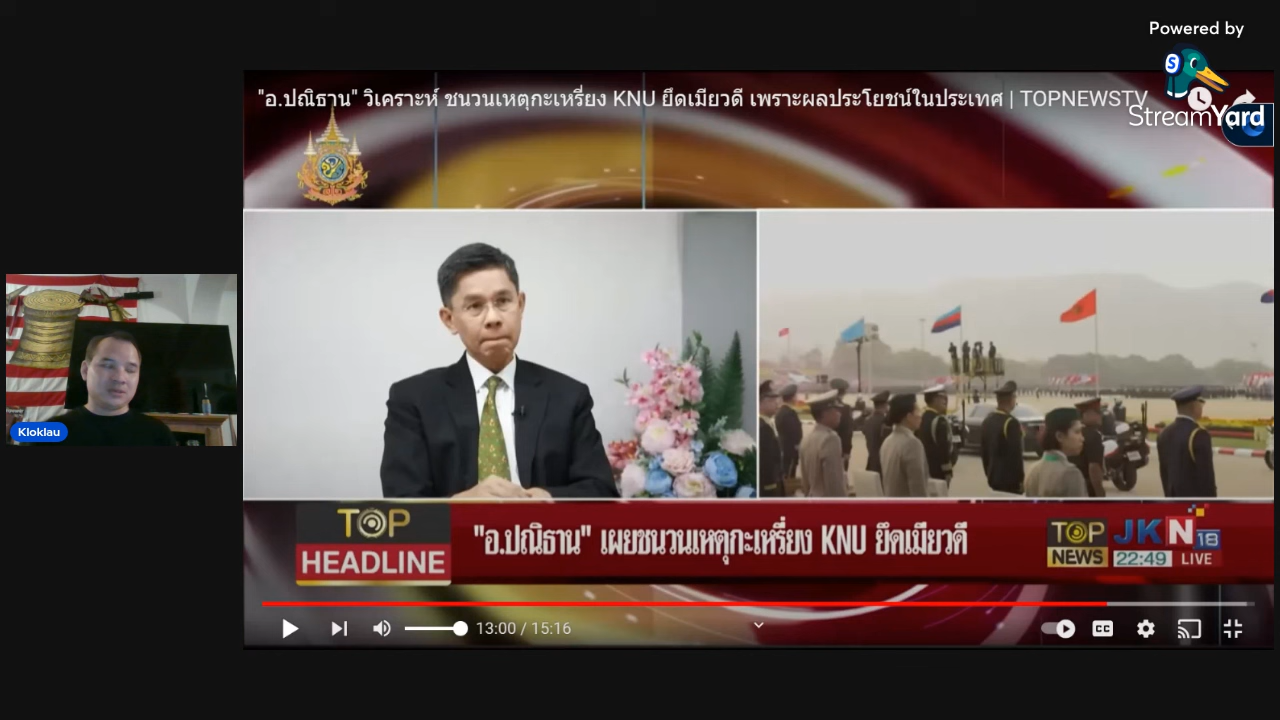 Powered by
StreamYard
"อ.ปณิธาน" วิเคราะห์ ชนวนเหตุกะเหรี่ยง KNU ยึดเมียวดี เพราะผลประโยชน์ในประเทศ | TOPNEWSTV
Kloklau
TOP
HEADLINE
"อ.ปณิธาน" เผยชนวนเหตุกะเหรี่ยง KNU ยึดเมียวดี
TOP
NEWS
JKN 18
22:49 LIVE
13:00 / 15:16
CC